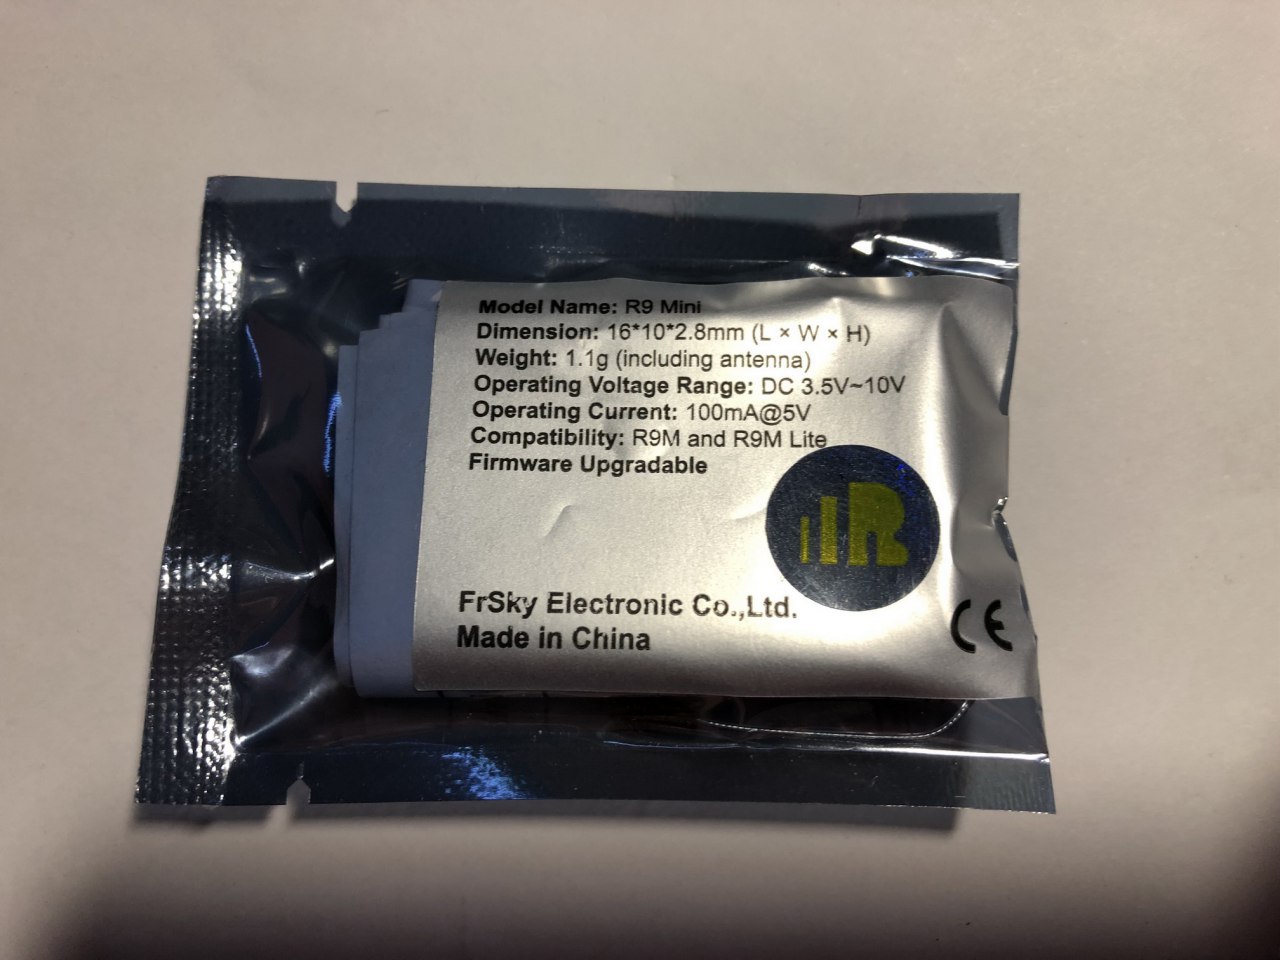 Model Name: R9 Mini
Dimension: 16*10*2.8mm (L × W × H)
Weight: 1.1g (including antenna)
Operating Voltage Range: DC 3.5V~10V
Operating Current: 100mA@5V
Compatibility: R9M and R9M Lite
Firmware Upgradable
R
FrSky Electronic Co.,Ltd.
Made in China
CE